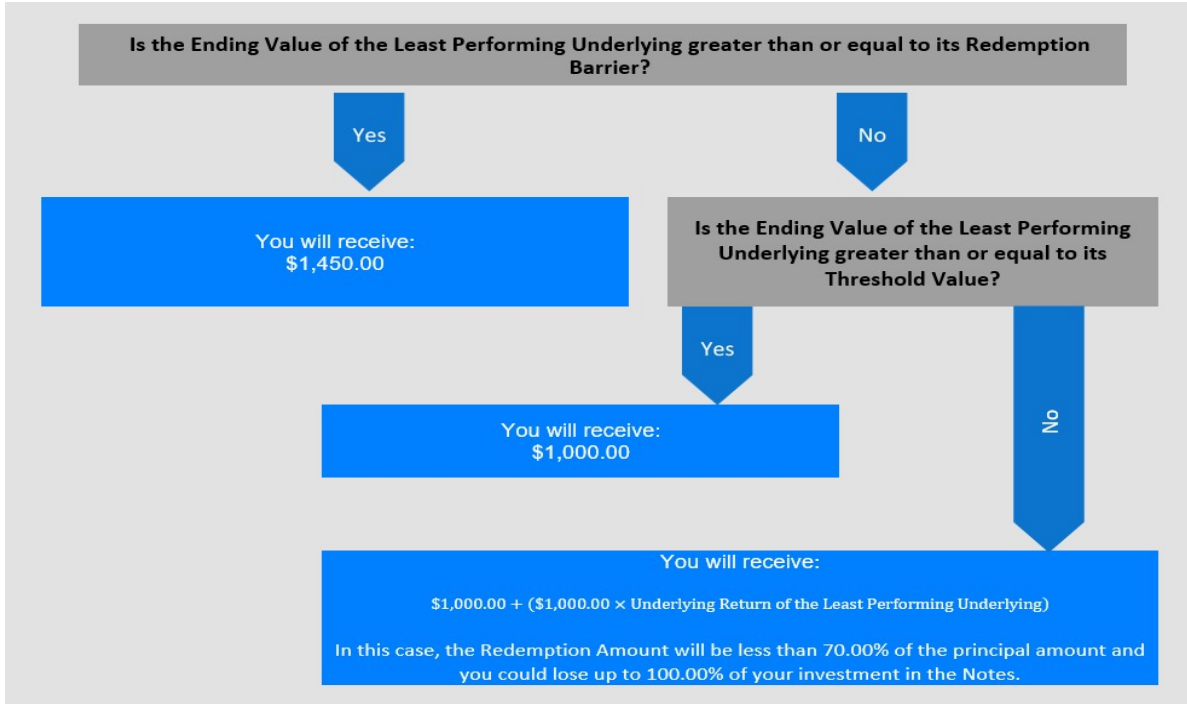 Is the Ending Value of the Least Performing Underlying greater than or equal to its Redemption
Barrier?
Yes
No
You will receive:
$1,450.00
Is the Ending Value of the Least Performing
Underlying greater than or equal to its
Threshold Value?
Yes
No
You will receive:
$1,000.00
You will receive:
$1,000.00 + ($1,000.00 × Underlying Return of the Least Performing Underlying)
In this case, the Redemption Amount will be less than 70.00% of the principal amount and
you could lose up to 100.00% of your investment in the Notes.